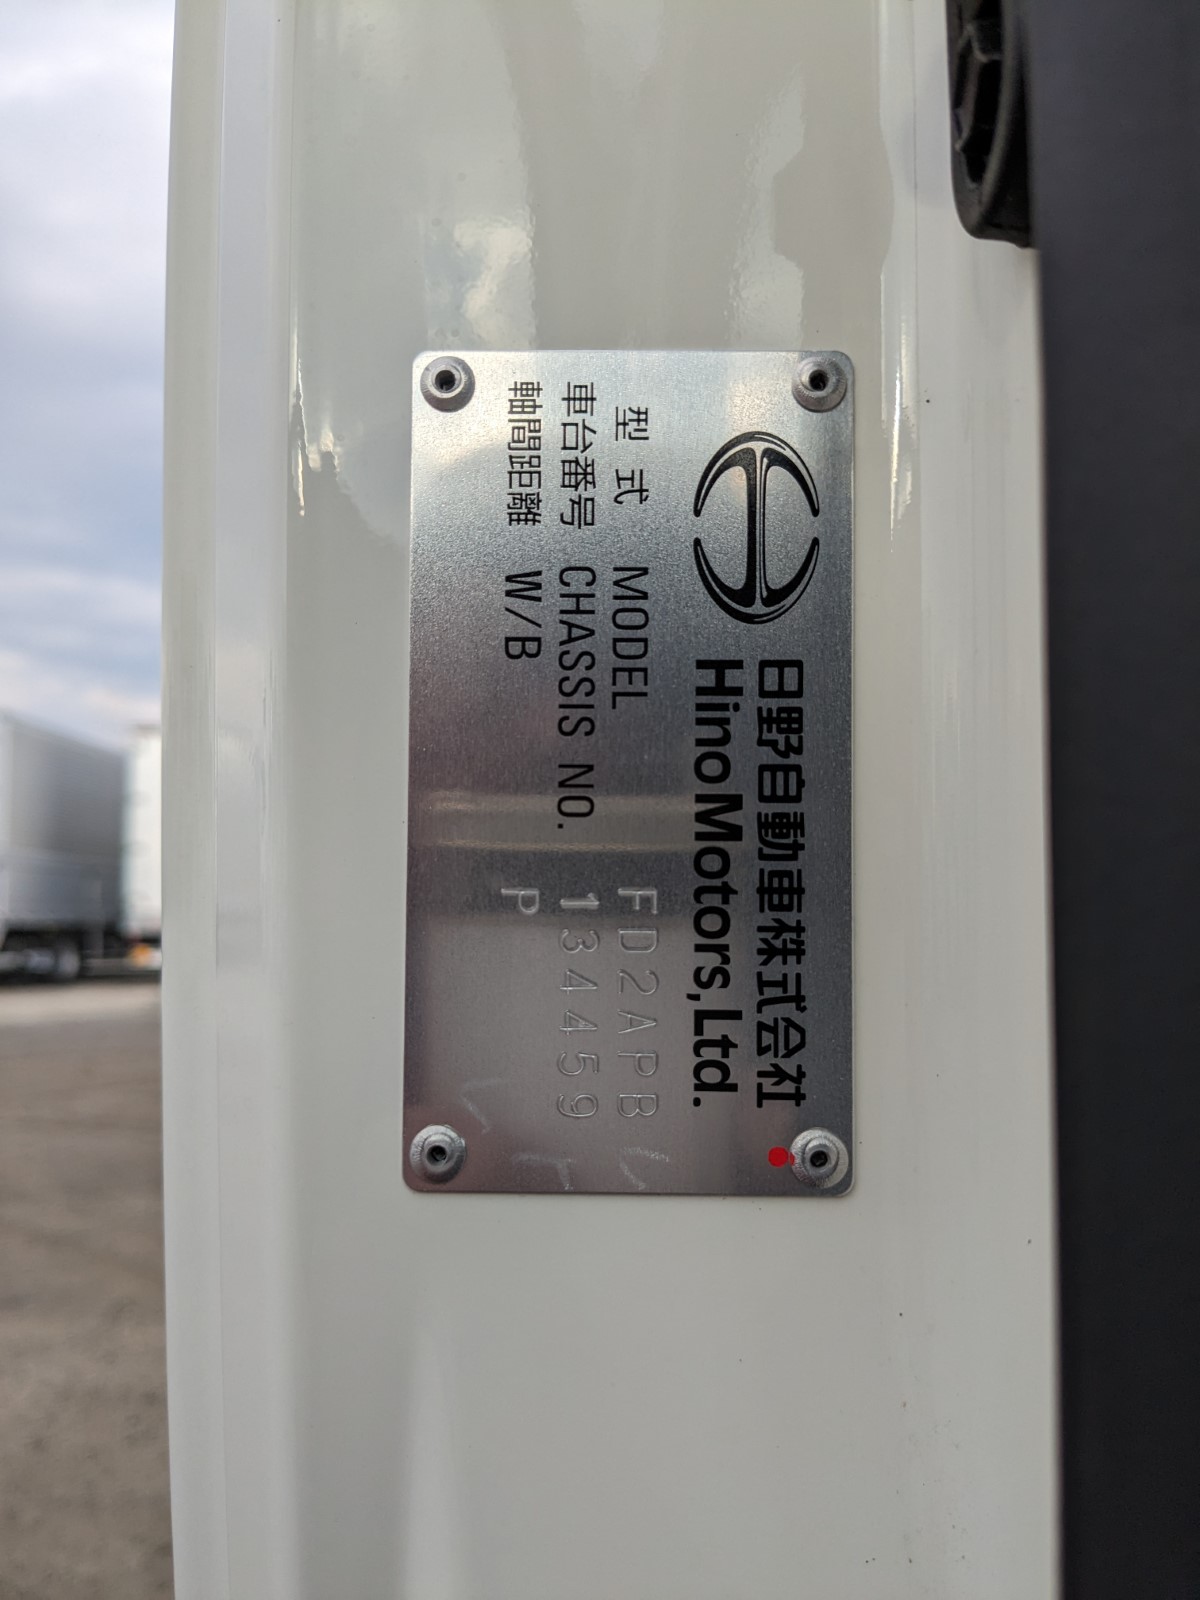 日野自動車株式会社
Hino Motors, Ltd.
型式 MODEL FD2APB
車台番号 CHASSIS NO. 134459
軸間距離 W/B P